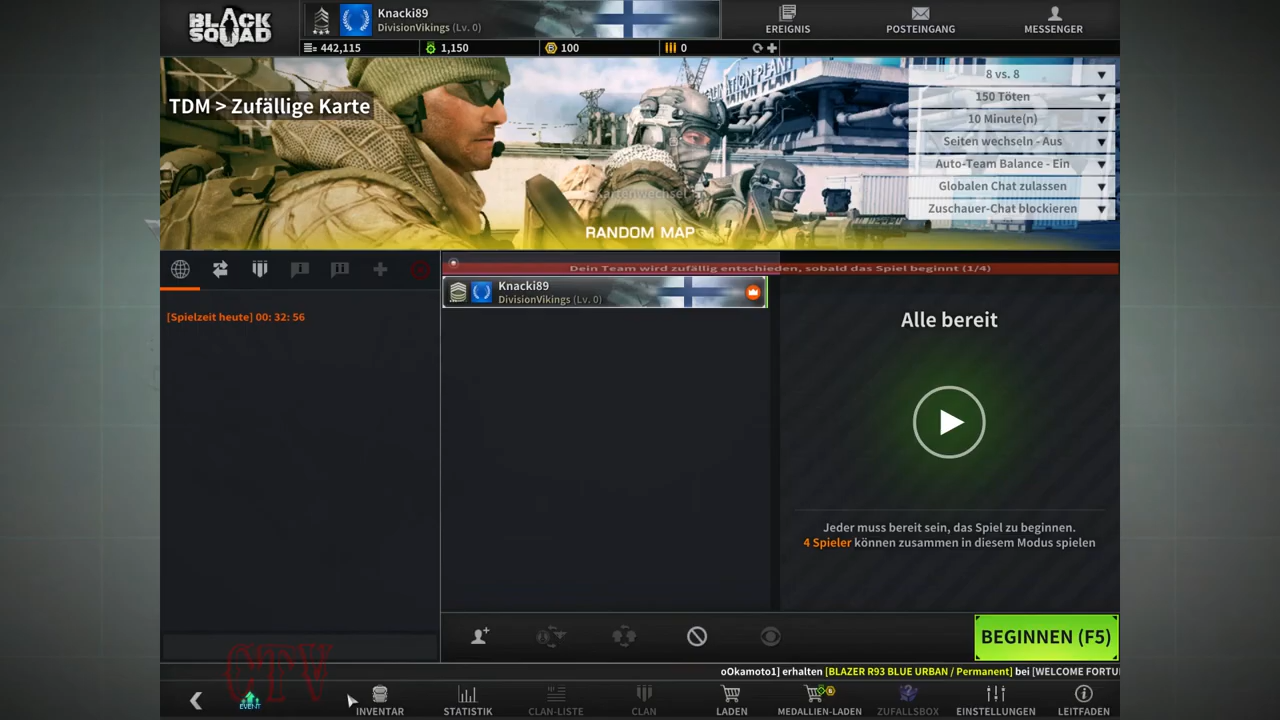 BLACK SQUAD
Knacki89
DivisionVikings (Lv. 0)
EREIGNIS
POSTEINGANG
MESSENGER
442,115
1,150
100
0
TDM > Zufällige Karte
8 vs. 8
150 Töten
10 Minute(n)
Seiten wechseln - Aus
Auto-Team Balance - Ein
Globalen Chat zulassen
Zuschauer-Chat blockieren
Kartenwechsel
RANDOM MAP
Dein Team wird zufällig entschieden, sobald das Spiel beginnt (1/4)
Knacki89
DivisionVikings (Lv. 0)
[Spielzeit heute] 00: 32: 56
Alle bereit
Jeder muss bereit sein, das Spiel zu beginnen.
4 Spieler können zusammen in diesem Modus spielen
BEGINNEN (F5)
oOkamoto1] erhalten [BLAZER R93 BLUE URBAN / Permanent] bei [WELCOME FORTU
CTV
EVENT
INVENTAR
STATISTIK
CLAN-LISTE
CLAN
LADEN
MEDALLIEN-LADEN
ZUFALLSBOX
EINSTELLUNGEN
LEITFADEN